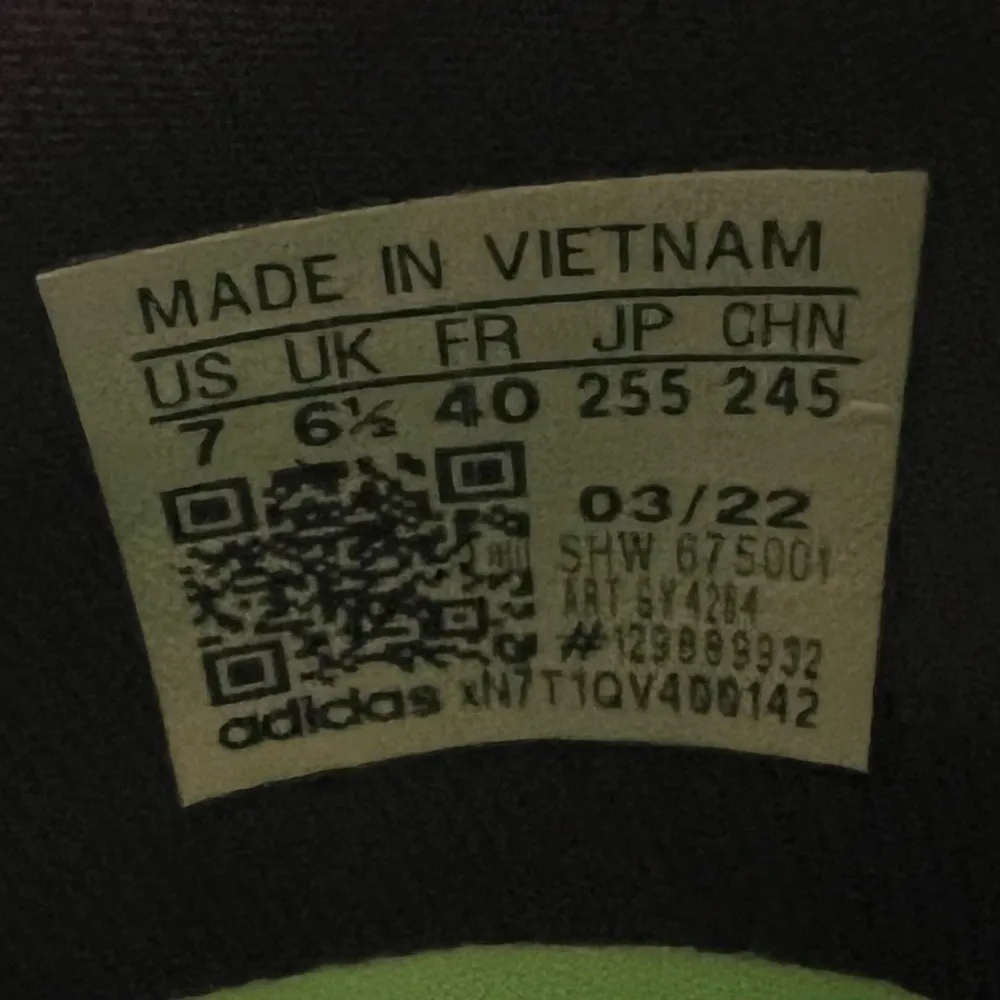 MADE IN VIETNAM
US UK FR JP CHN
7 6½ 40 255 245
03/22
SHW 675001
ART GY4284
#129889932
adidas xN7T1QV400142